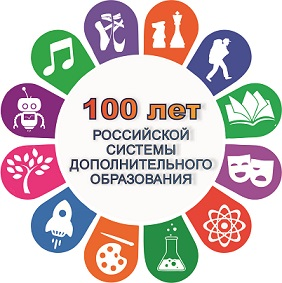 100 лет
РОССИЙСКОЙ
СИСТЕМЫ
ДОПОЛНИТЕЛЬНОГО
ОБРАЗОВАНИЯ